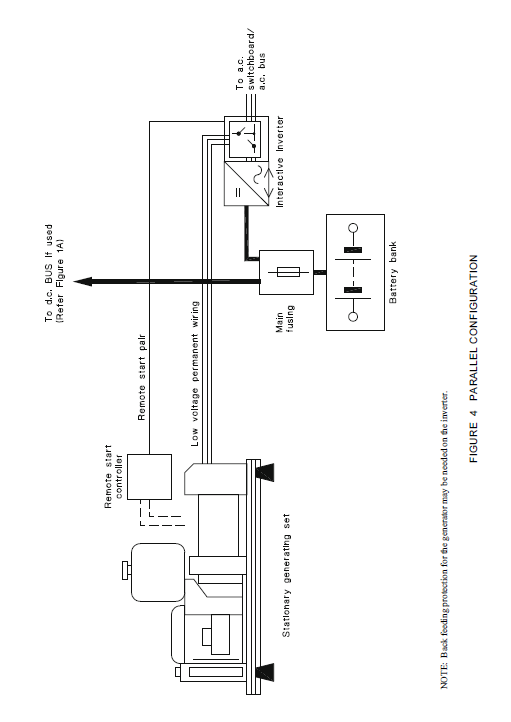 To d.c. BUS if used
(Refer Figure 1A)
Remote start
controller
Remote start pair
Low voltage permanent wiring
To a.c.
switchboard/
a.c. bus
Interactive inverter
Main
fusing
Battery bank
Stationary generating set
NOTE: Back feeding protection for the generator may be needed on the inverter.
FIGURE 4 PARALLEL CONFIGURATION